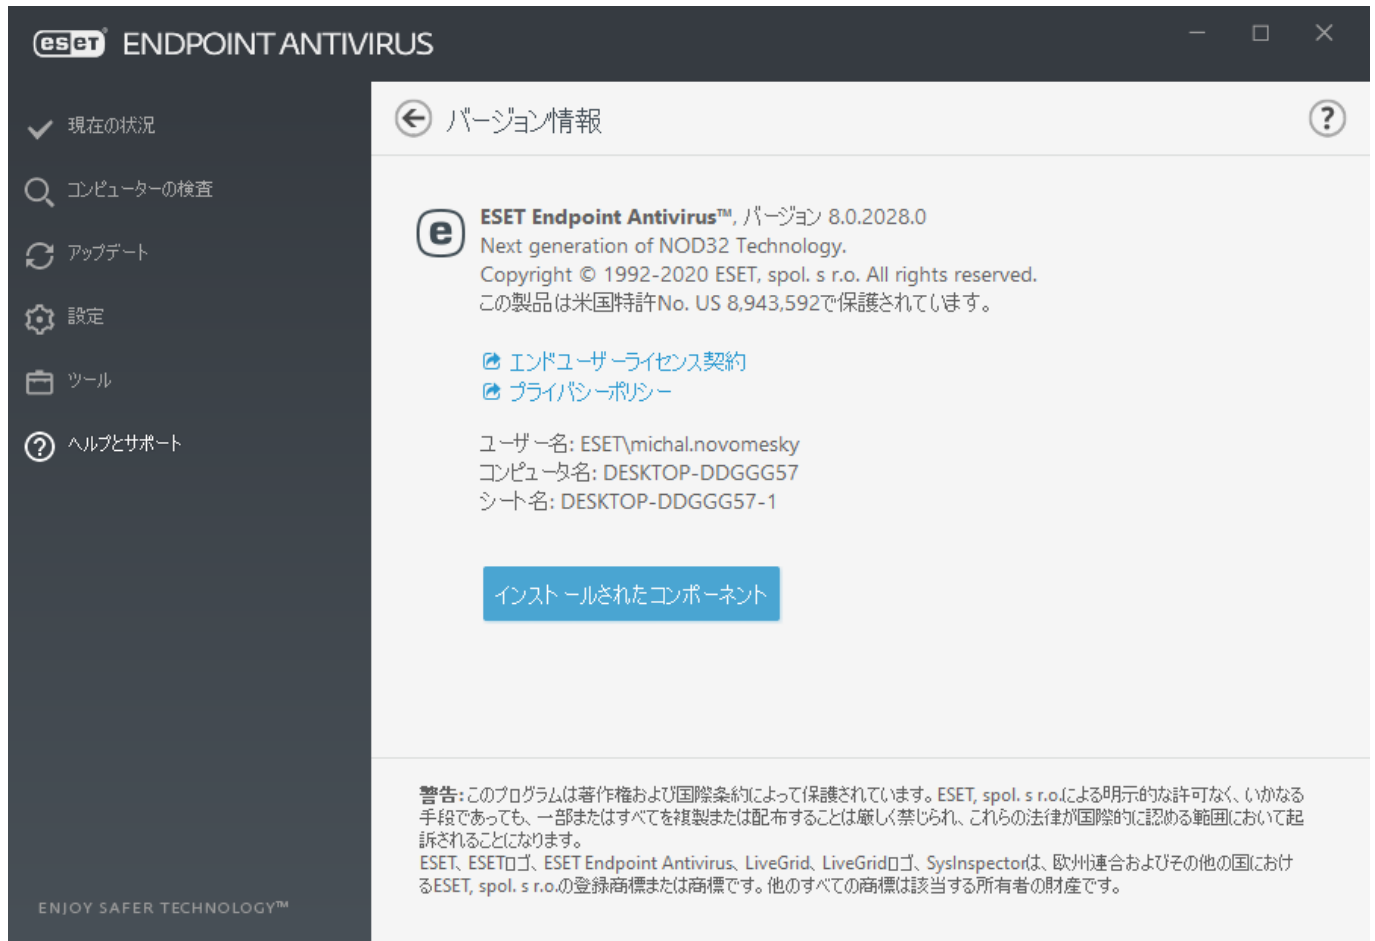 eset ENDPOINT ANTIVIRUS
現在の状況
コンピューターの検査
アップデート
設定
ツール
ヘルプとサポート
ENJOY SAFER TECHNOLOGY™
バージョン情報
?
e
ESET Endpoint Antivirus™, バージョン 8.0.2028.0
Next generation of NOD32 Technology.
Copyright © 1992-2020 ESET, spol. s r.o. All rights reserved.
この製品は米国特許No. US 8,943,592で保護されています。
エンドユーザーライセンス契約
プライバシーポリシー
ユーザー名: ESET\michal.novomesky
コンピュータ名: DESKTOP-DDGGG57
シート名: DESKTOP-DDGGG57-1
インストールされたコンポーネント
警告:このプログラムは著作権および国際条約によって保護されています。ESET, spol. s r.o.による明示的な許可なく、いかなる
手段であっても、一部またはすべてを複製または配布することは厳しく禁じられ、これらの法律が国際的に認める範囲において起
訴されることになります。
ESET、ESETロゴ、ESET Endpoint Antivirus、LiveGrid、LiveGridロゴ、SysInspectorは、欧州連合およびその他の国におけ
るESET, spol. s r.o.の登録商標または商標です。他のすべての商標は該当する所有者の財産です。